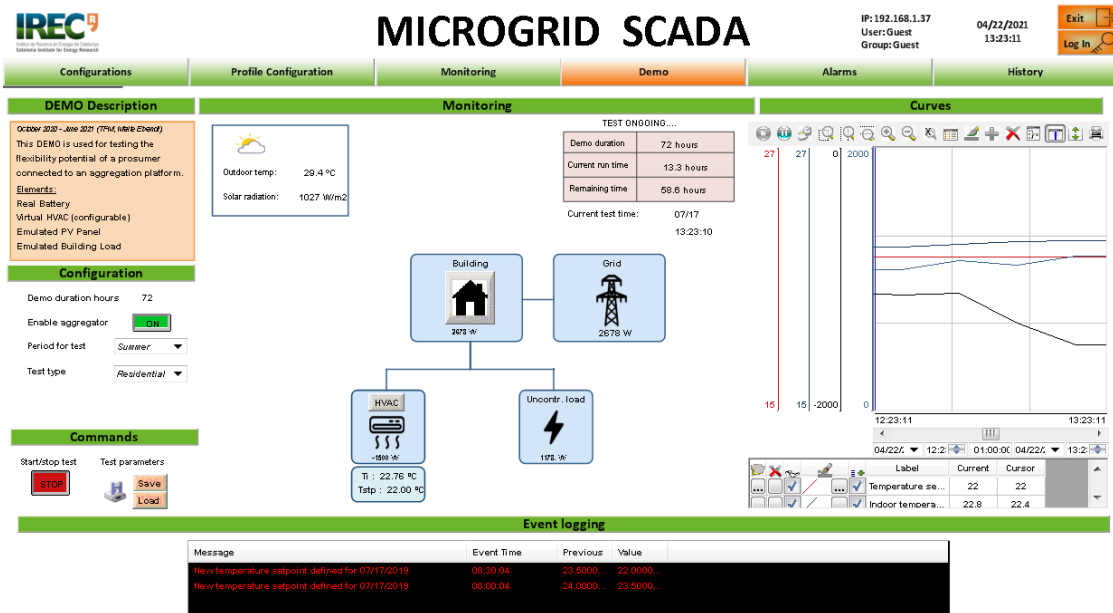 IREC
Institut de Recerca en Energia de Catalunya
Catalonia Institute for Energy Research
MICROGRID SCADA
IP: 192.168.1.37
User: Guest
Group: Guest
04/22/2021
13:23:11
Exit
Log In
Configurations
Profile Configuration
Monitoring
Demo
Alarms
History
DEMO Description
October 2020 - June 2021 (TFM, Malte Ebendt)
This DEMO is used for testing the
flexibility potential of a prosumer
connected to an aggregation platform.
Elements:
Real Battery
Virtual HVAC (configurable)
Emulated PV Panel
Emulated Building Load
Configuration
Demo duration hours 72
Enable aggregator ON
Period for test Summer
Test type Residential
Commands
Start/stop test
STOP
Test parameters
Save
Load
Monitoring
Outdoor temp: 29.4 ºC
Solar radiation: 1027 W/m2
TEST ONGOING....
Demo duration 72 hours
Current run time 13.3 hours
Remaining time 58.6 hours
Current test time: 07/17
13:23:10
Building
2678 W
Grid
2678 W
HVAC
-1500 W
Ti : 22.76 ºC
Tstp : 22.00 ºC
Uncontr. load
1178. W
Curves
27 27 0 2000
15 15 -2000 0
12:23:11 13:23:11
04/22/. 12:2 01:00:00 04/22/. 13:2
Label Current Cursor
... ... Temperature se... 22 22
... ... Indoor tempera... 22.8 22.4
Event logging
Message Event Time Previous Value
New temperature setpoint defined for 07/17/2019 08:30:04 23.5000... 22.0000...
New temperature setpoint defined for 07/17/2019 08:00:04 24.0000... 23.5000...